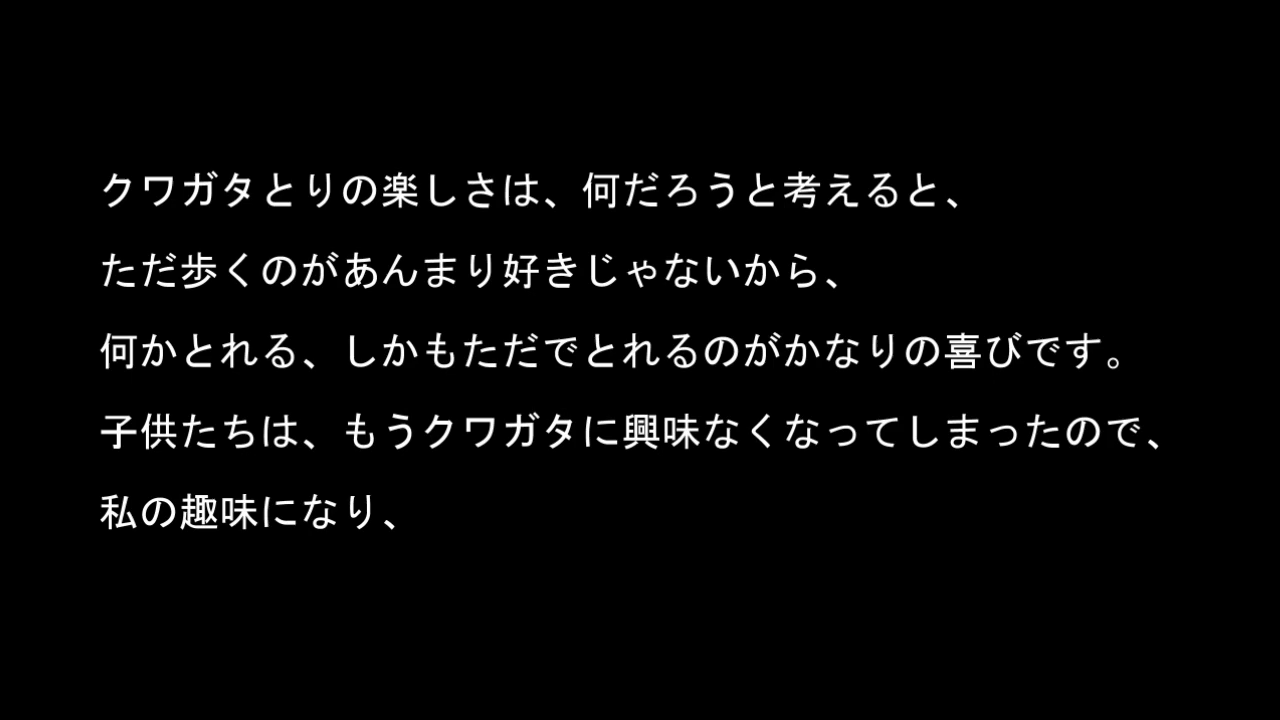 クワガタとりの楽しさは、何だろうと考えると、
ただ歩くのがあんまり好きじゃないから、
何かとれる、しかもただでとれるのがかなりの喜びです。
子供たちは、もうクワガタに興味なくなってしまったので、
私の趣味になり、